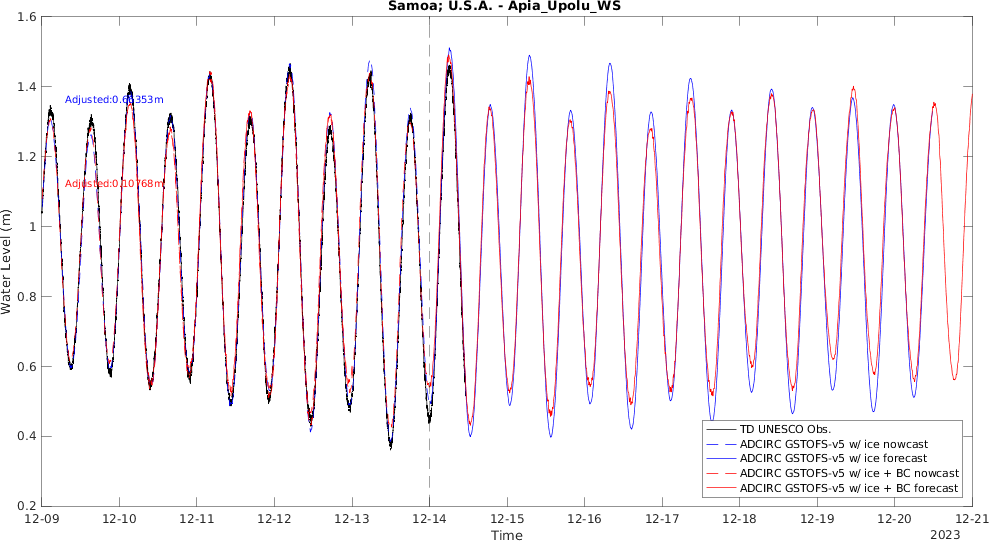 Samoa; U.S.A. - Apia_Upolu_WS
1.6
1.4
1.2
1
0.8
0.6
0.4
0.2
Water Level (m)
Adjusted:0.10768m
TD UNESCO Obs.
ADCIRC GSTOFS-v5 w/ ice nowcast
ADCIRC GSTOFS-v5 w/ ice forecast
ADCIRC GSTOFS-v5 w/ ice + BC nowcast
ADCIRC GSTOFS-v5 w/ ice + BC forecast
12-09 12-10 12-11 12-12 12-13 12-14 12-15 12-16 12-17 12-18 12-19 12-20 12-21
Time
2023